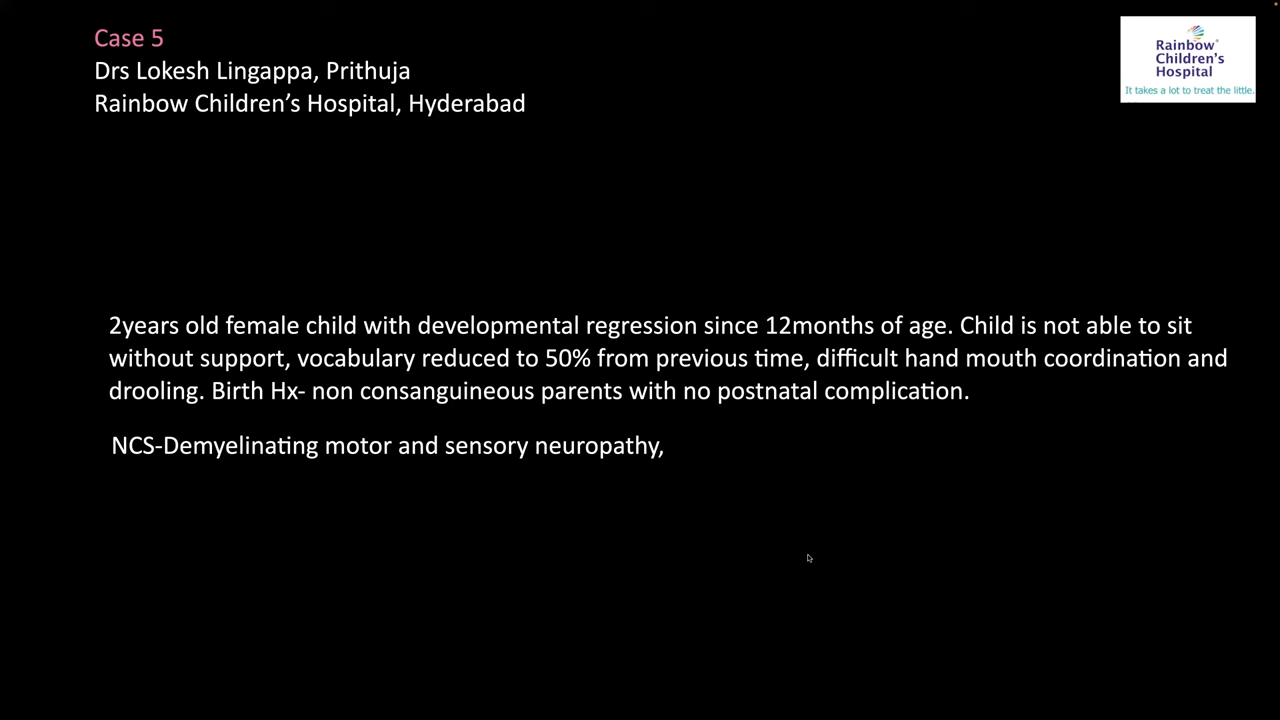 Case 5
Drs Lokesh Lingappa, Prithuja
Rainbow Children's Hospital, Hyderabad
Rainbow
Children's
Hospital
It takes a lot to treat the little.
2years old female child with developmental regression since 12months of age. Child is not able to sit
without support, vocabulary reduced to 50% from previous time, difficult hand mouth coordination and
drooling. Birth Hx- non consanguineous parents with no postnatal complication.
NCS-Demyelinating motor and sensory neuropathy,